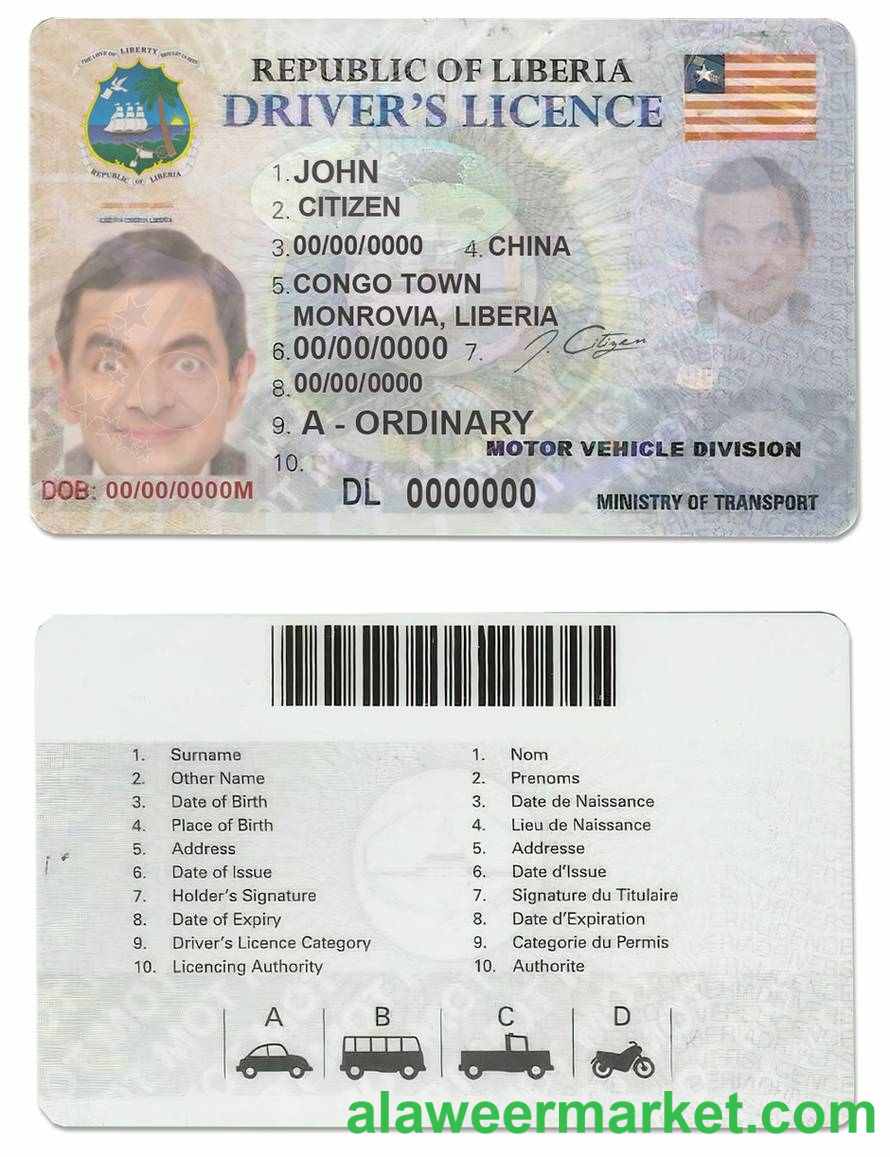 THE LOVE OF LIBERTY BROUGHT US HERE
REPUBLIC OF LIBERIA
REPUBLIC OF LIBERIA
DRIVER'S LICENCE
1. JOHN
2. CITIZEN
3. 00/00/0000 4. CHINA
5. CONGO TOWN
MONROVIA, LIBERIA
6. 00/00/0000 7. J. Citizen
8. 00/00/0000
9. A - ORDINARY
MOTOR VEHICLE DIVISION
10.
DOB: 00/00/0000M
DL 0000000
MINISTRY OF TRANSPORT
1. Surname
2. Other Name
3. Date of Birth
4. Place of Birth
5. Address
6. Date of Issue
7. Holder's Signature
8. Date of Expiry
9. Driver's Licence Category
10. Licencing Authority
1. Nom
2. Prenoms
3. Date de Naissance
4. Lieu de Naissance
5. Addresse
6. Date d'Issue
7. Signature du Titulaire
8. Date d'Expiration
9. Categorie du Permis
10. Authorite
A B C D
alaweermarket.com